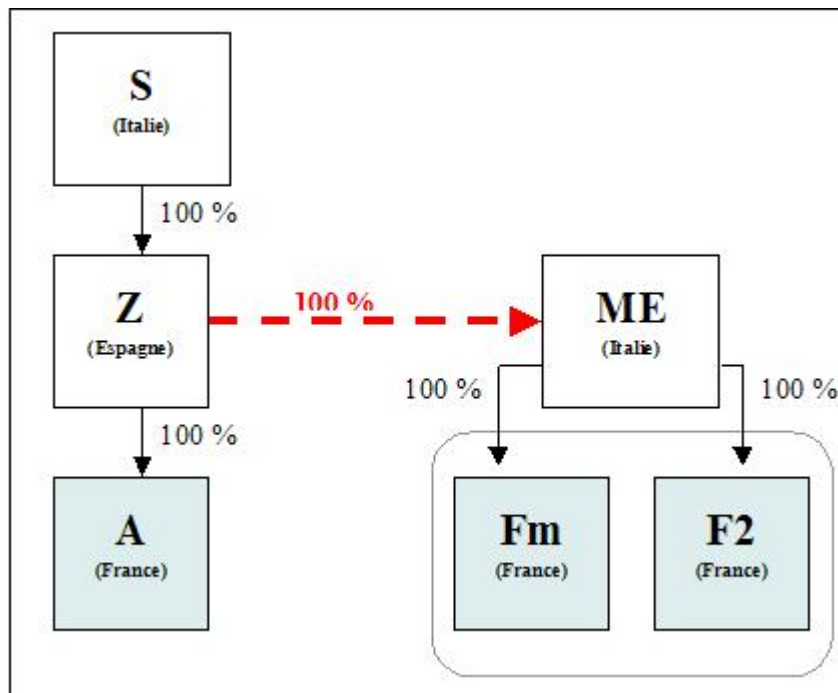 S
(Italie)
100 %
Z
(Espagne)
100 %
ME
(Italie)
100 %
100 %
100 %
A
(France)
Fm
(France)
F2
(France)